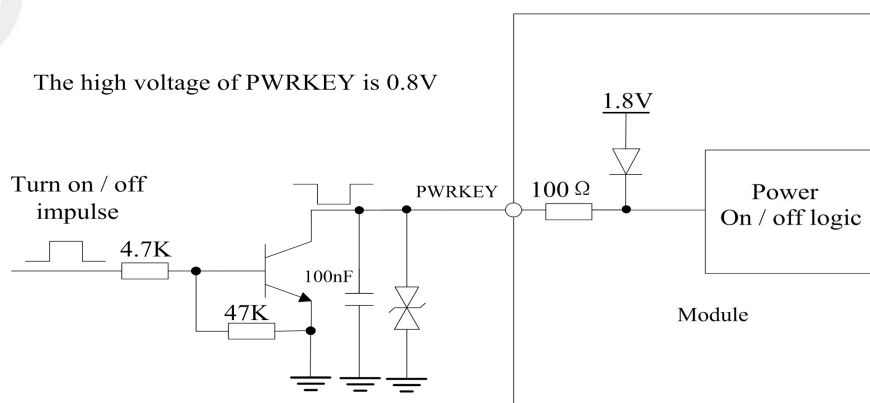 The high voltage of PWRKEY is 0.8V
1.8V
Turn on / off
impulse
PWRKEY
100 Ω
Power
On / off logic
4.7K
100nF
47K
Module